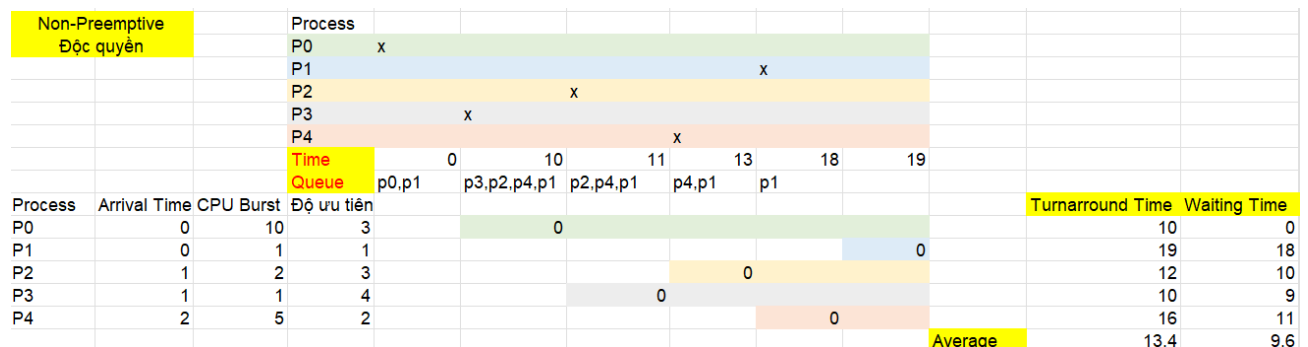 Non-Preemptive Process
Độc quyền P0 x
P1 x
P2 x
P3 x
P4 x
Time 0 10 11 13 18 19
Queue p0,p1 p3,p2,p4,p1 p2,p4,p1 p4,p1 p1
Process Arrival Time CPU Burst Độ ưu tiên Turnarround Time Waiting Time
P0 0 10 3 0 10 0
P1 0 1 1 0 19 18
P2 1 2 3 0 12 10
P3 1 1 4 0 10 9
P4 2 5 2 0 16 11
Average 13.4 9.6